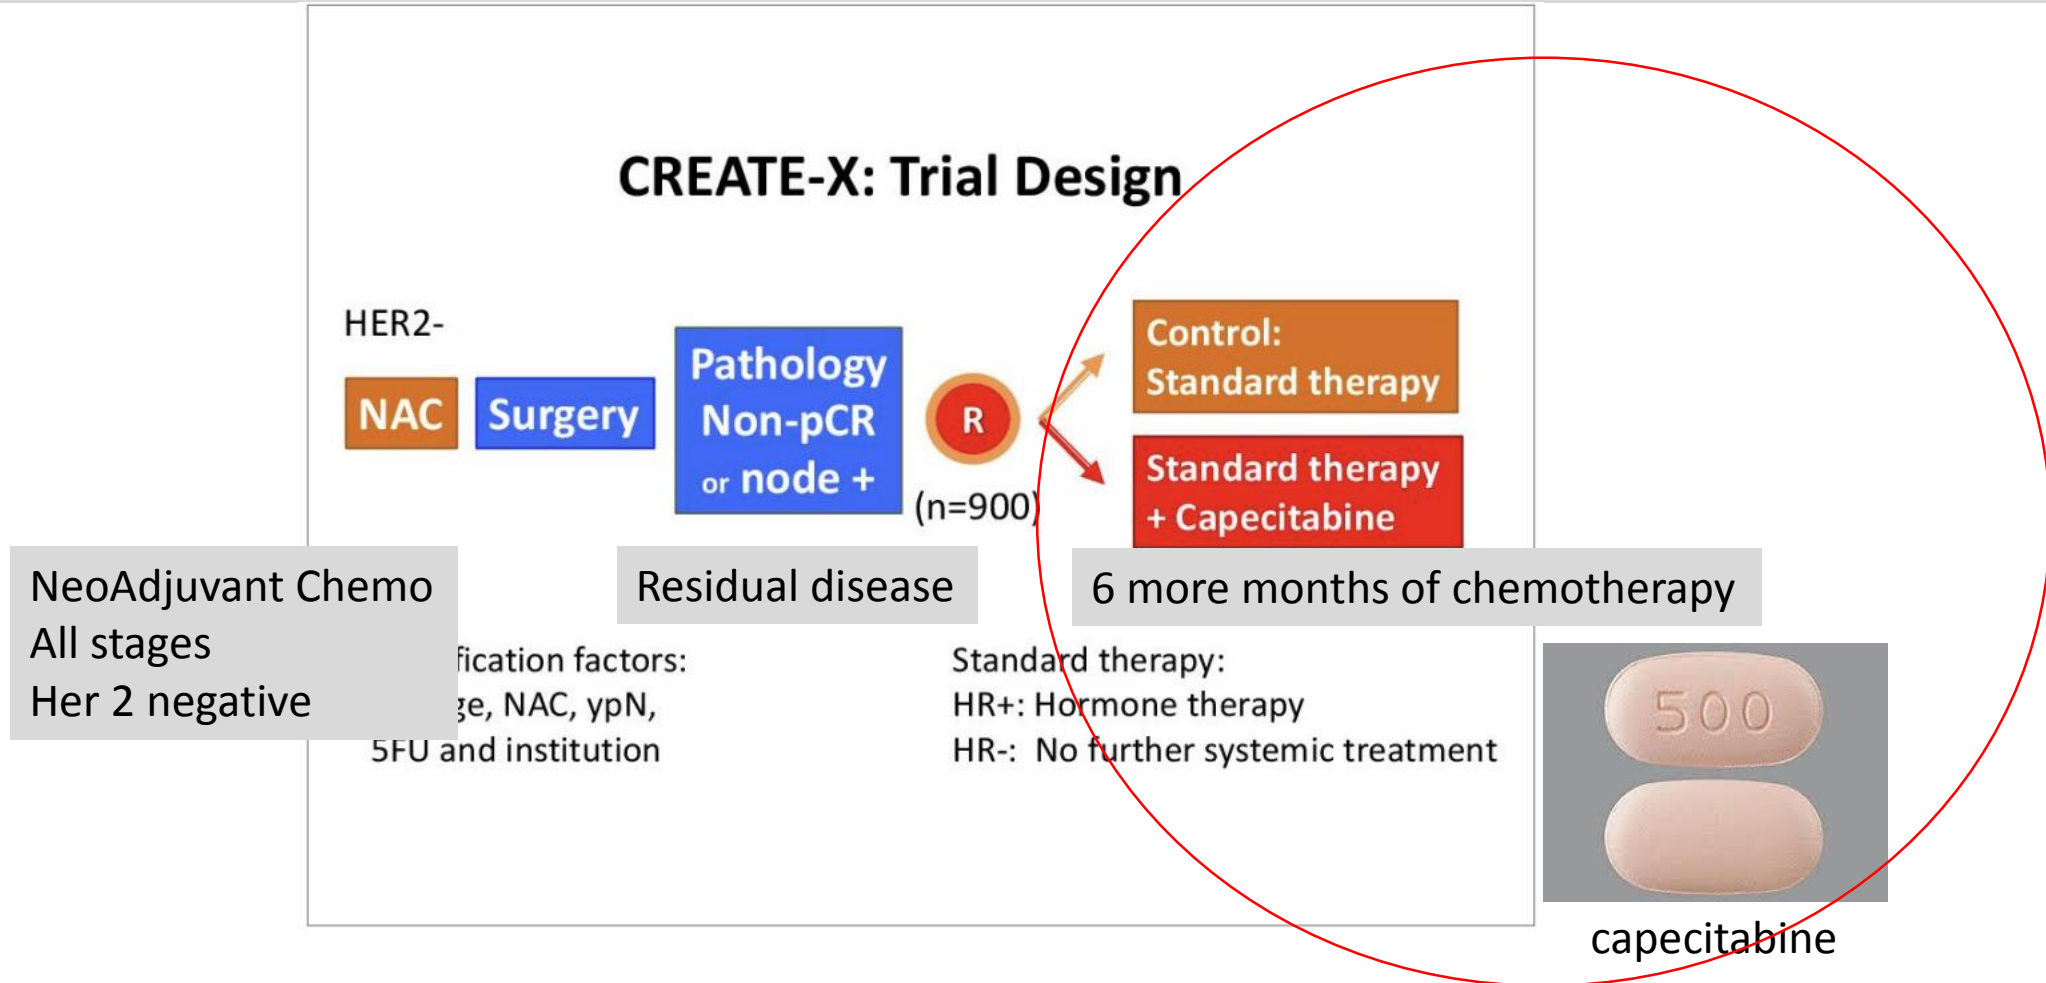 CREATE-X: Trial Design
HER2-
NAC
Surgery
Pathology
Non-pCR
or node +
R
(n=900)
Control:
Standard therapy
Standard therapy
+ Capecitabine
NeoAdjuvant Chemo
All stages
Her 2 negative
Residual disease
6 more months of chemotherapy
factors:
NAC, ypN,
5FU and institution
Standard therapy:
HR+: Hormone therapy
HR-: No further systemic treatment
500
capecitabine